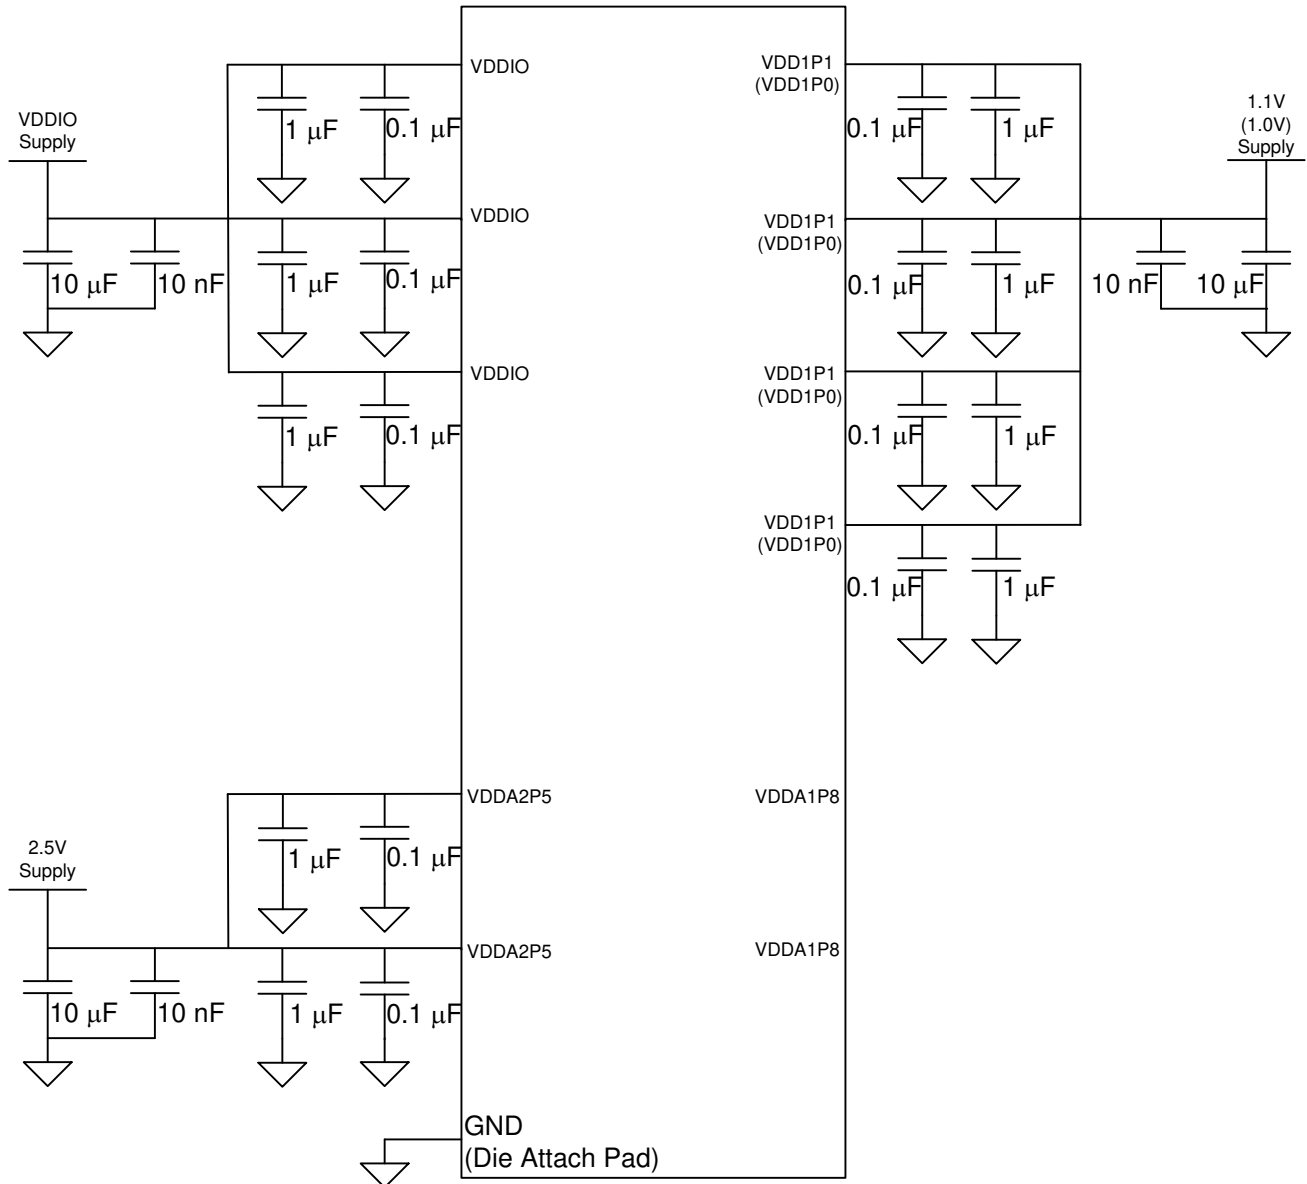 VDDIO
VDD1P1
(VDD1P0)
1 µF
0.1 µF
0.1 µF
1 µF
VDDIO
Supply
1.1V
(1.0V)
Supply
VDDIO
VDD1P1
(VDD1P0)
10 µF
10 nF
1 µF
0.1 µF
0.1 µF
1 µF
10 nF
10 µF
VDDIO
VDD1P1
(VDD1P0)
1 µF
0.1 µF
0.1 µF
1 µF
VDD1P1
(VDD1P0)
0.1 µF
1 µF
VDDA2P5
VDDA1P8
1 µF
0.1 µF
2.5V
Supply
VDDA2P5
VDDA1P8
10 µF
10 nF
1 µF
0.1 µF
GND
(Die Attach Pad)